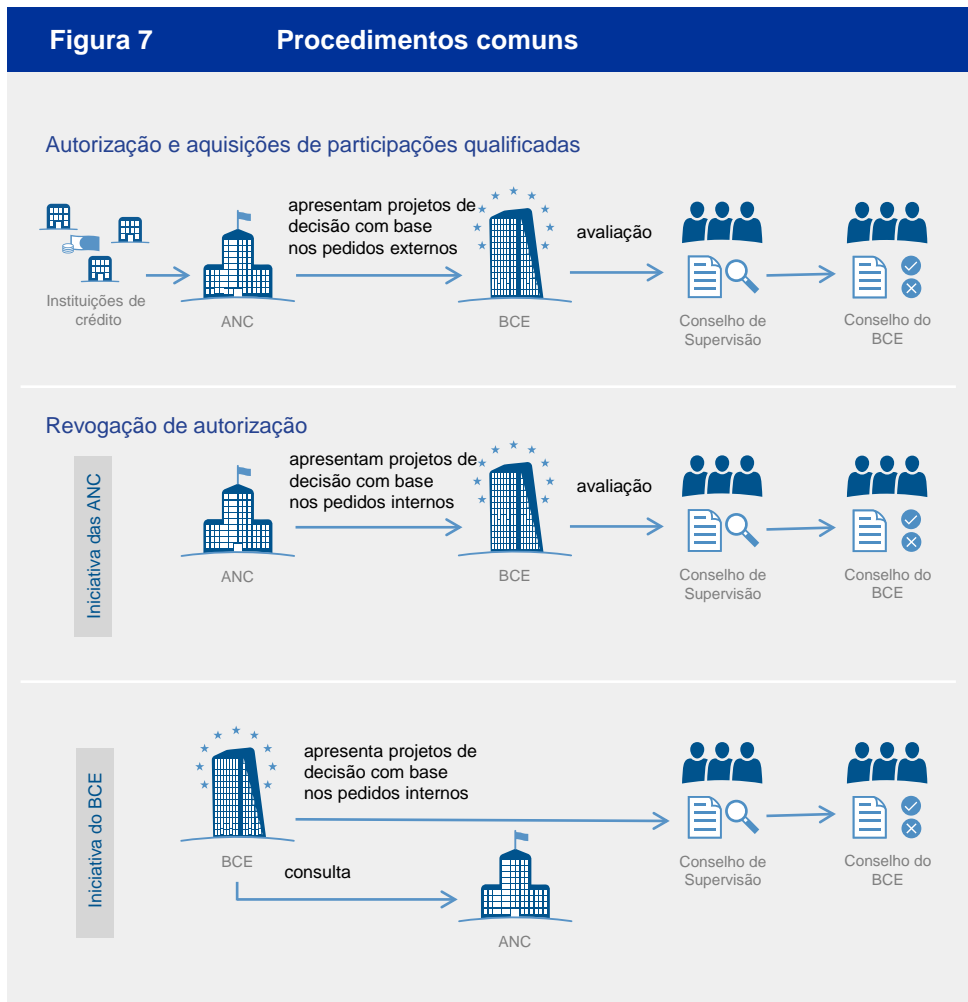 Figura 7 Procedimentos comuns
Autorização e aquisições de participações qualificadas
apresentam projetos de
decisão com base
nos pedidos externos
avaliação
Instituições de
crédito
ANC
BCE
Conselho de
Supervisão
Conselho do
BCE
Revogação de autorização
Iniciativa das ANC
apresentam projetos de
decisão com base
nos pedidos internos
avaliação
ANC
BCE
Conselho de
Supervisão
Conselho do
BCE
Iniciativa do BCE
apresenta projetos de
decisão com base
nos pedidos internos
BCE
consulta
ANC
Conselho de
Supervisão
Conselho do
BCE